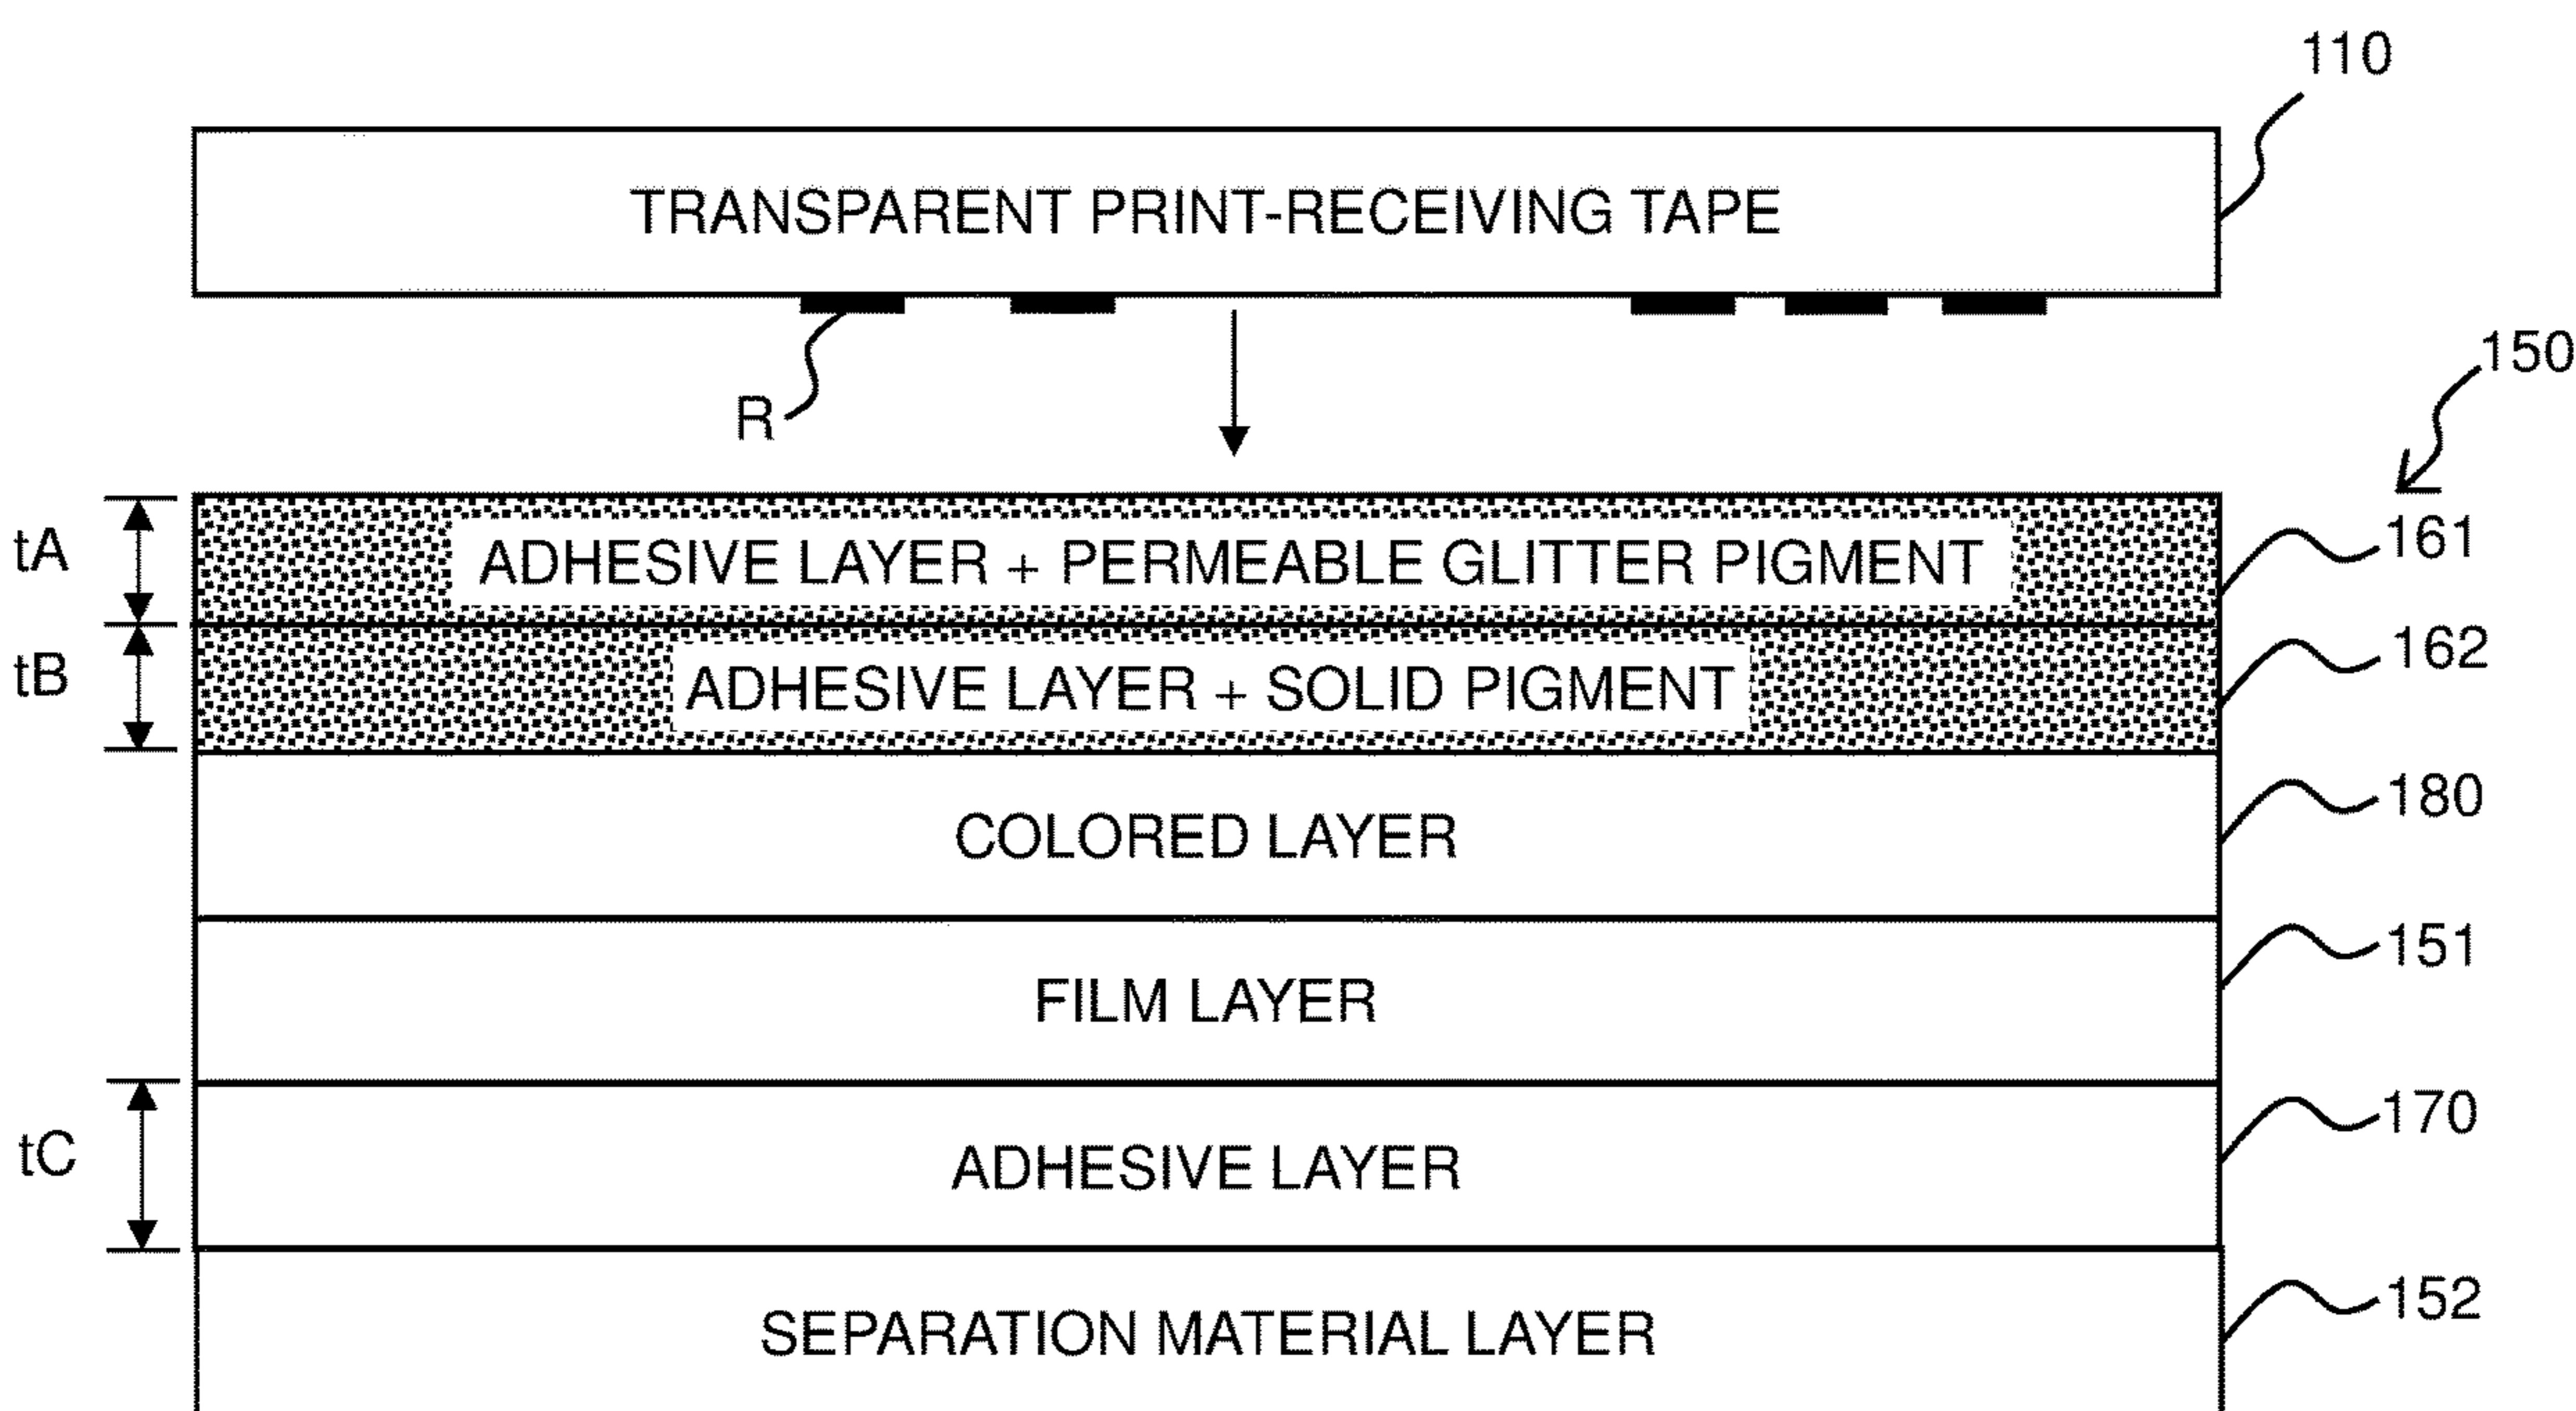 110
TRANSPARENT PRINT-RECEIVING TAPE
150
R
tA
ADHESIVE LAYER + PERMEABLE GLITTER PIGMENT
161
tB
ADHESIVE LAYER + SOLID PIGMENT
162
COLORED LAYER
180
FILM LAYER
151
tC
ADHESIVE LAYER
170
SEPARATION MATERIAL LAYER
152